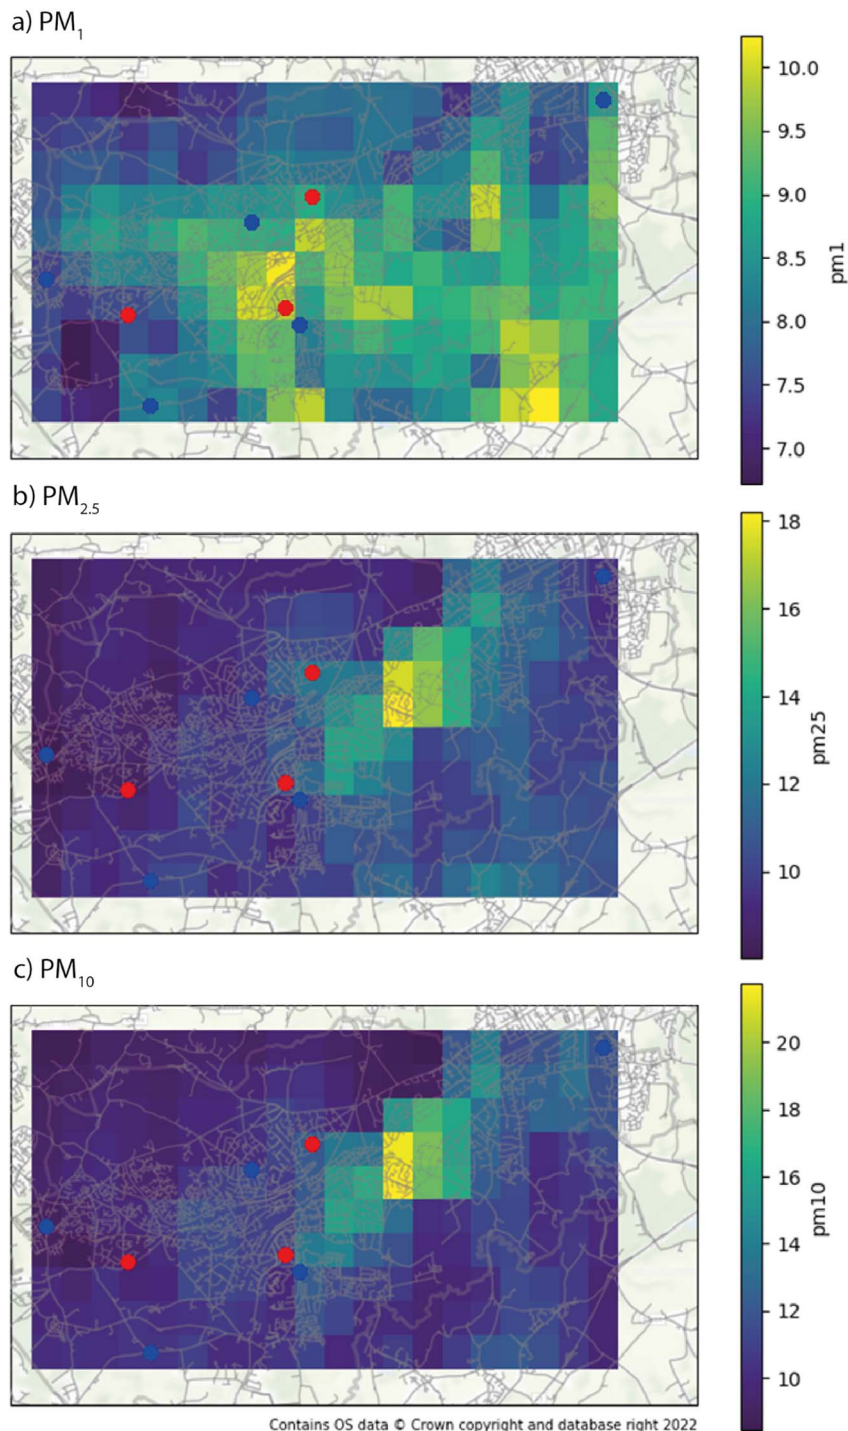 a) PM₁
10.0
9.5
9.0
8.5
8.0
7.5
7.0
pm1
b) PM₂.₅
18
16
14
12
10
pm25
c) PM₁₀
20
18
16
14
12
10
pm10
Contains OS data © Crown copyright and database right 2022